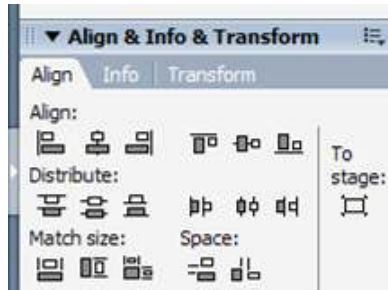 Align & Info & Transform
Align Info Transform
Align:
To stage:
Distribute:
Match size: Space: